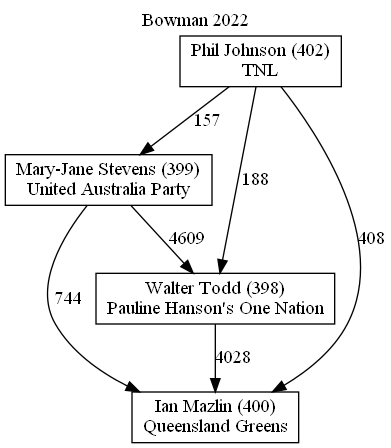 Bowman 2022
Phil Johnson (402)
TNL
157
Mary-Jane Stevens (399)
United Australia Party
188
408
4609
744
Walter Todd (398)
Pauline Hanson's One Nation
4028
Ian Mazlin (400)
Queensland Greens